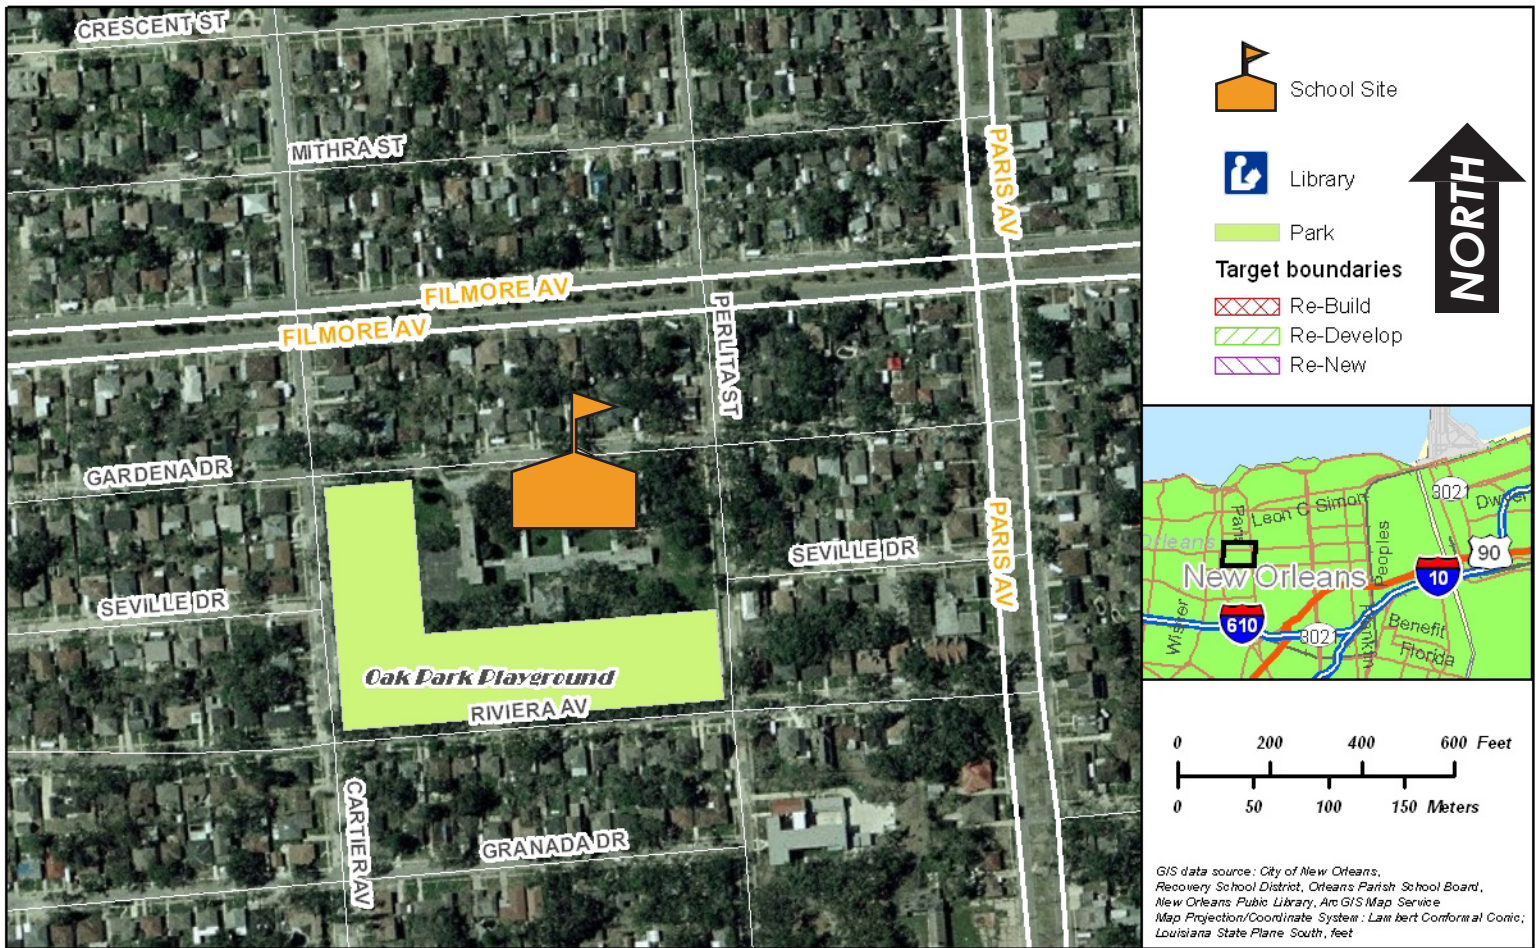 CRESCENT ST
MITHRA ST
PARIS AV
FILMORE AV
FILMORE AV
PERLITA ST
GARDENA DR
SEVILLE DR
PARIS AV
SEVILLE DR
Oak Park Playground
RIVIERA AV
CARTIER AV
GRANADA DR
School Site
Library
Park
NORTH
Target boundaries
Re-Build
Re-Develop
Re-New
3021
Dwyer
Leon C Simon
Paris
Orleans
Peoples
90
New Orleans
10
610
3021
Wisner
Benefit
Florida
0 200 400 600 Feet
0 50 100 150 Meters
GIS data source: City of New Orleans,
Recovery School District, Orleans Parish School Board,
New Orleans Pubic Library, ArcGIS Map Service
Map Projection/Coordinate System: Lambert Conformal Conic;
Louisiana State Plane South, feet